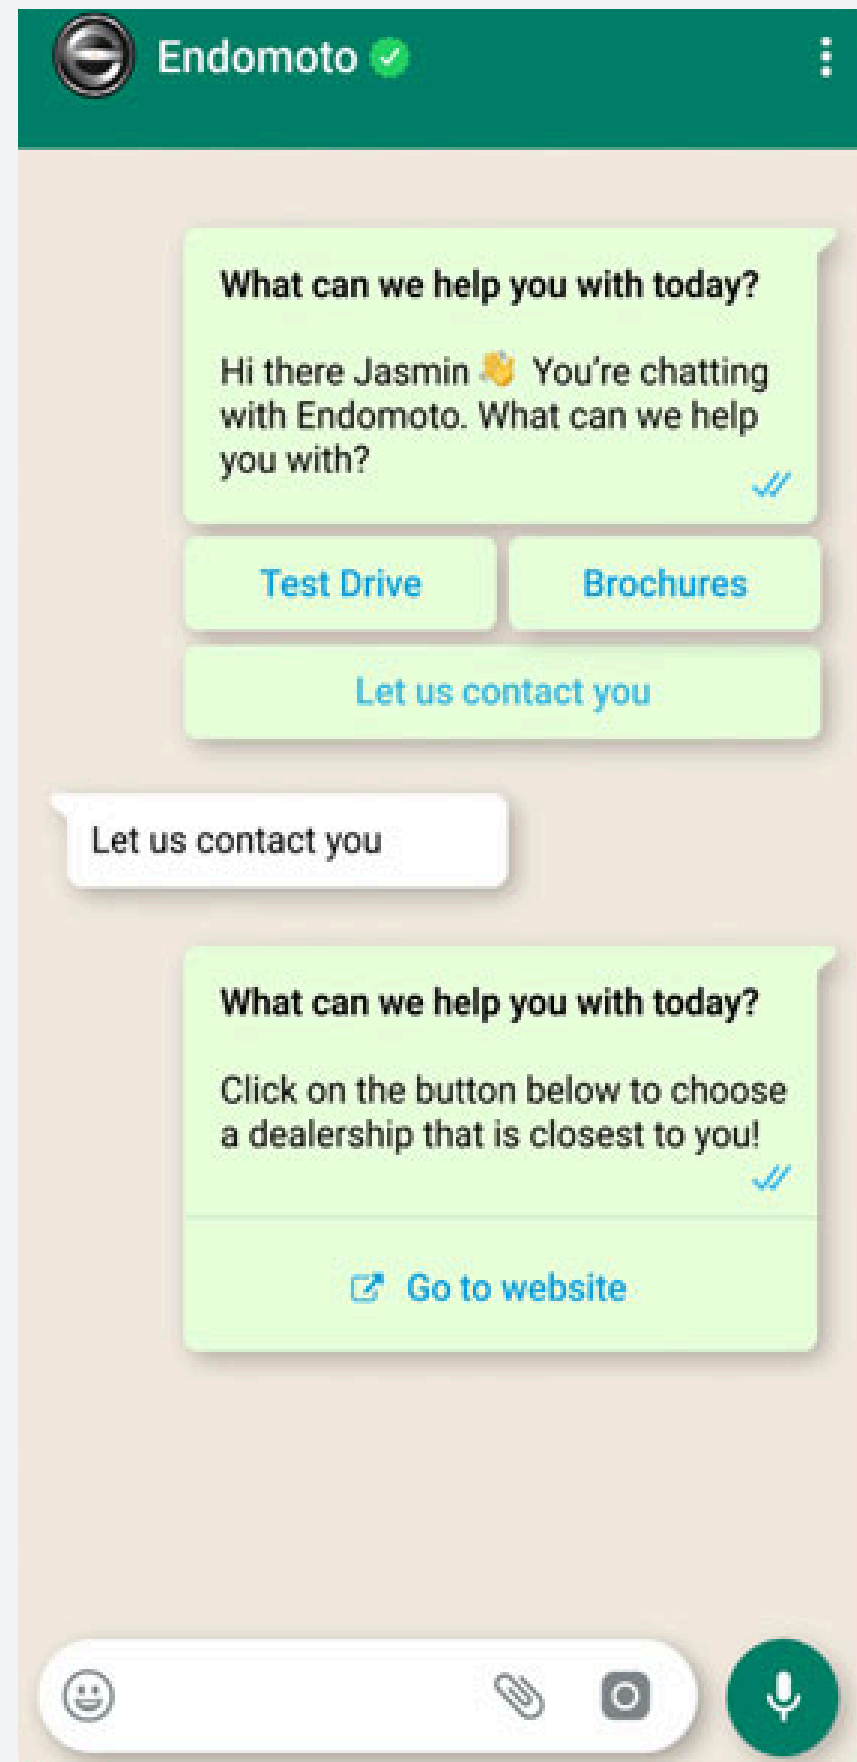 Endomoto
What can we help you with today?
Hi there Jasmin 👋 You're chatting
with Endomoto. What can we help
you with?
Test Drive
Brochures
Let us contact you
Let us contact you
What can we help you with today?
Click on the button below to choose
a dealership that is closest to you!
Go to website